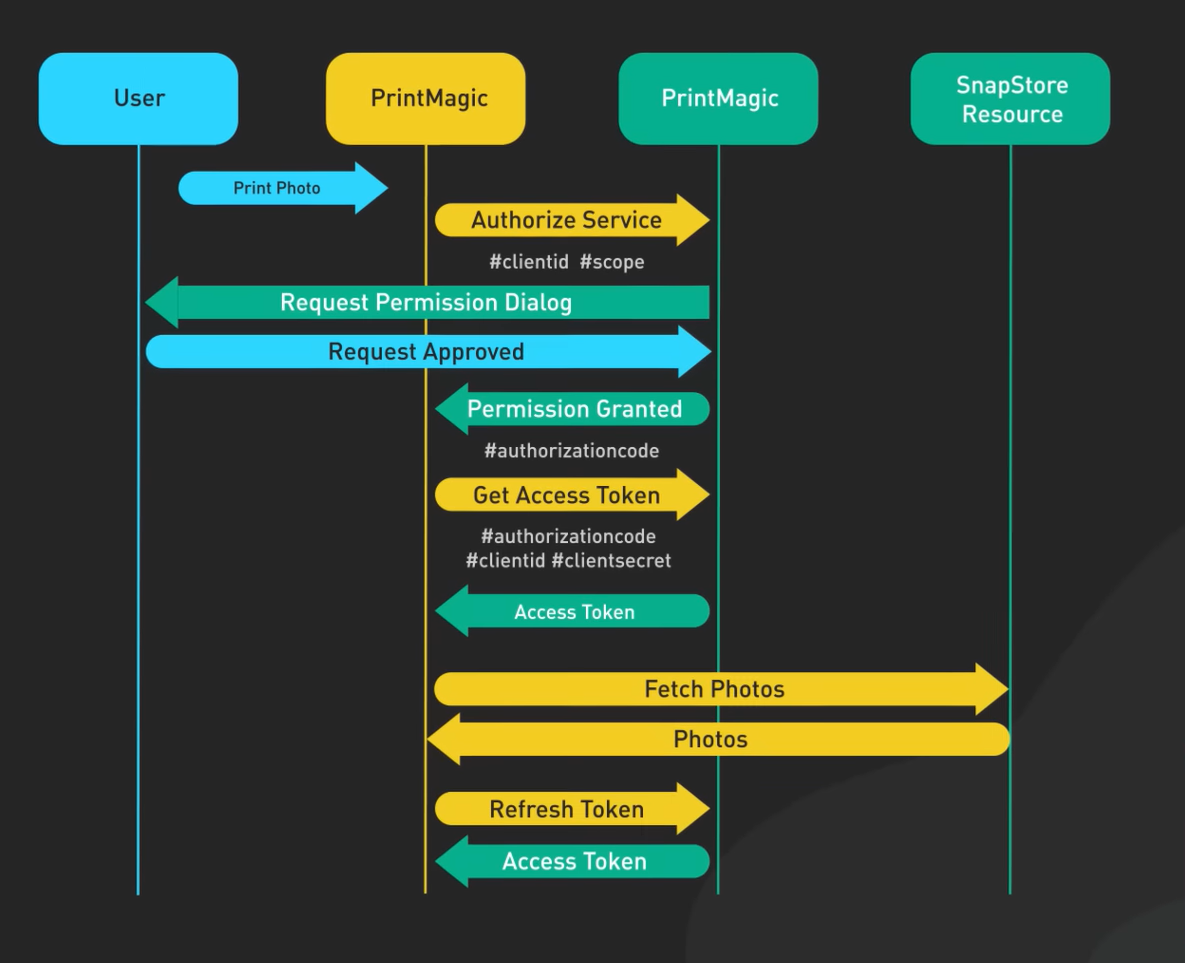 User
PrintMagic
PrintMagic
SnapStore
Resource
Print Photo
Authorize Service
#clientid #scope
Request Permission Dialog
Request Approved
Permission Granted
#authorizationcode
Get Access Token
#authorizationcode
#clientid #clientsecret
Access Token
Fetch Photos
Photos
Refresh Token
Access Token